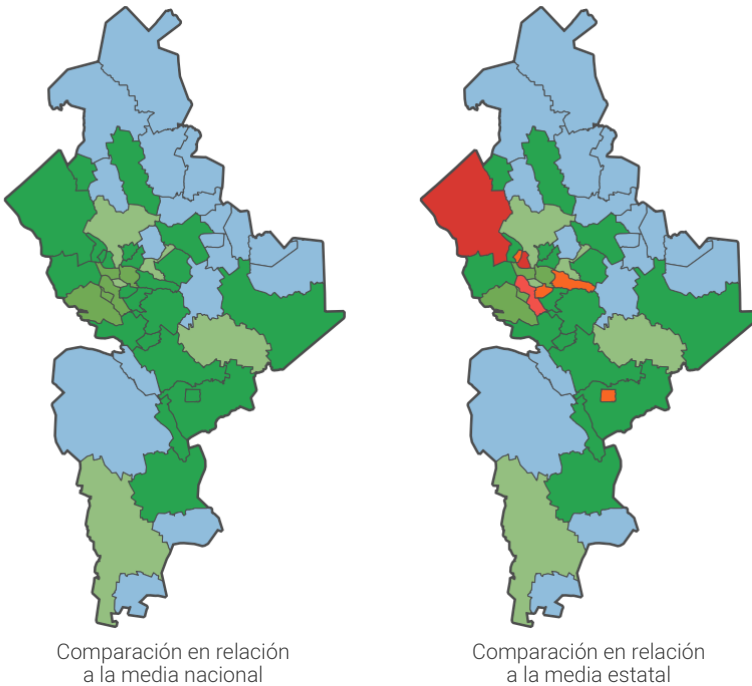 Comparación en relación
a la media nacional
Comparación en relación
a la media estatal